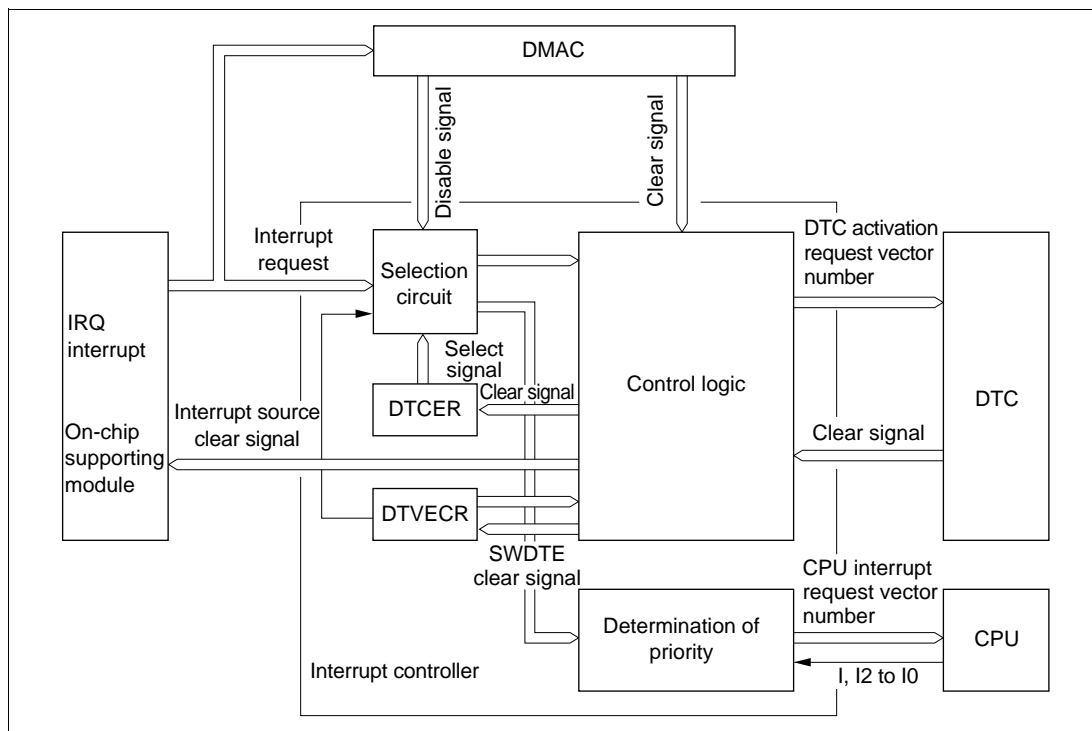 DMAC
Disable signal
Clear signal
Interrupt
request
DTC activation
request vector
number
Selection
circuit
IRQ
interrupt
On-chip
supporting
module
Select
signal
DTCER
Clear signal
Control logic
DTC
Interrupt source
clear signal
Clear signal
DTVECR
SWDTE
clear signal
CPU interrupt
request vector
number
Determination of
priority
CPU
I, I2 to I0
Interrupt controller